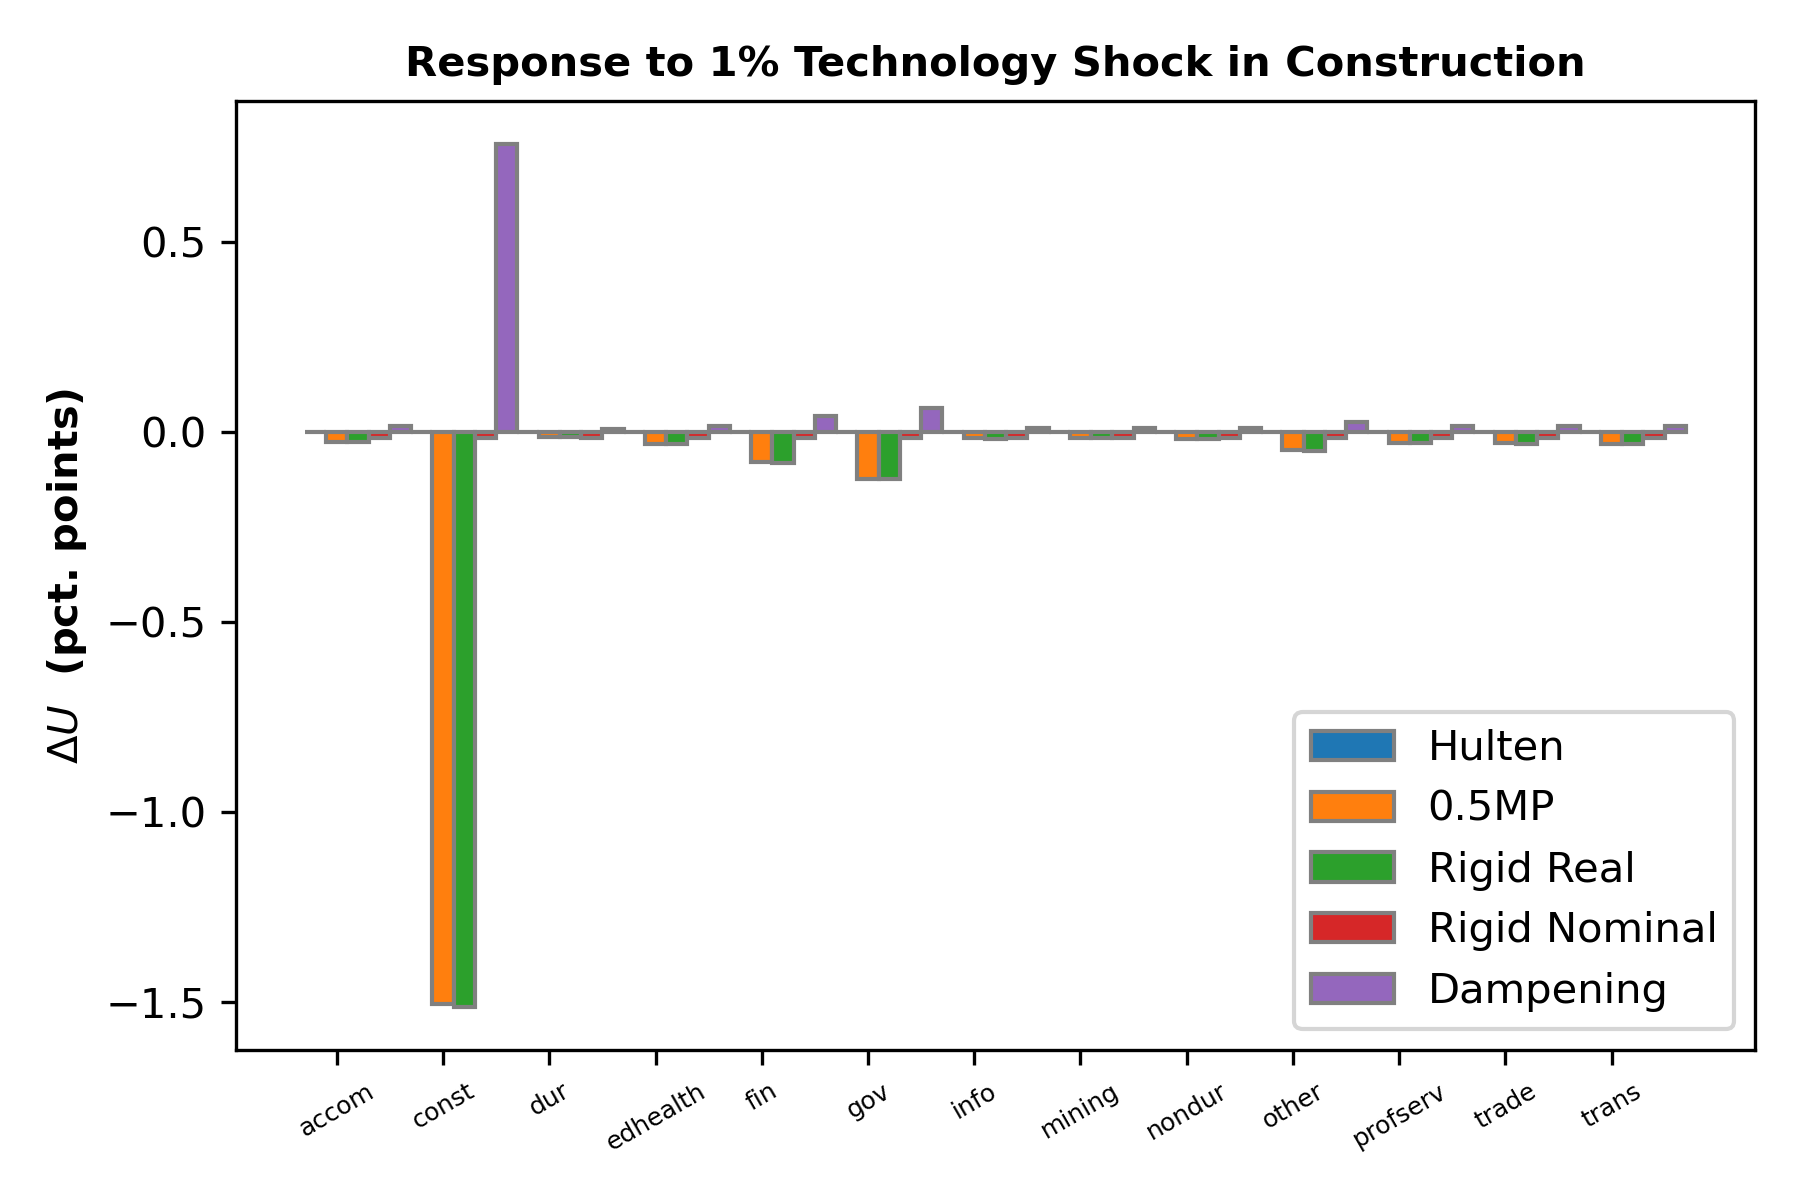 Response to 1% Technology Shock in Construction
ΔU (pct. points)
0.5
0.0
−0.5
−1.0
−1.5
accom
const
dur
edhealth
fin
gov
info
mining
nondur
other
profserv
trade
trans
Hulten
0.5MP
Rigid Real
Rigid Nominal
Dampening